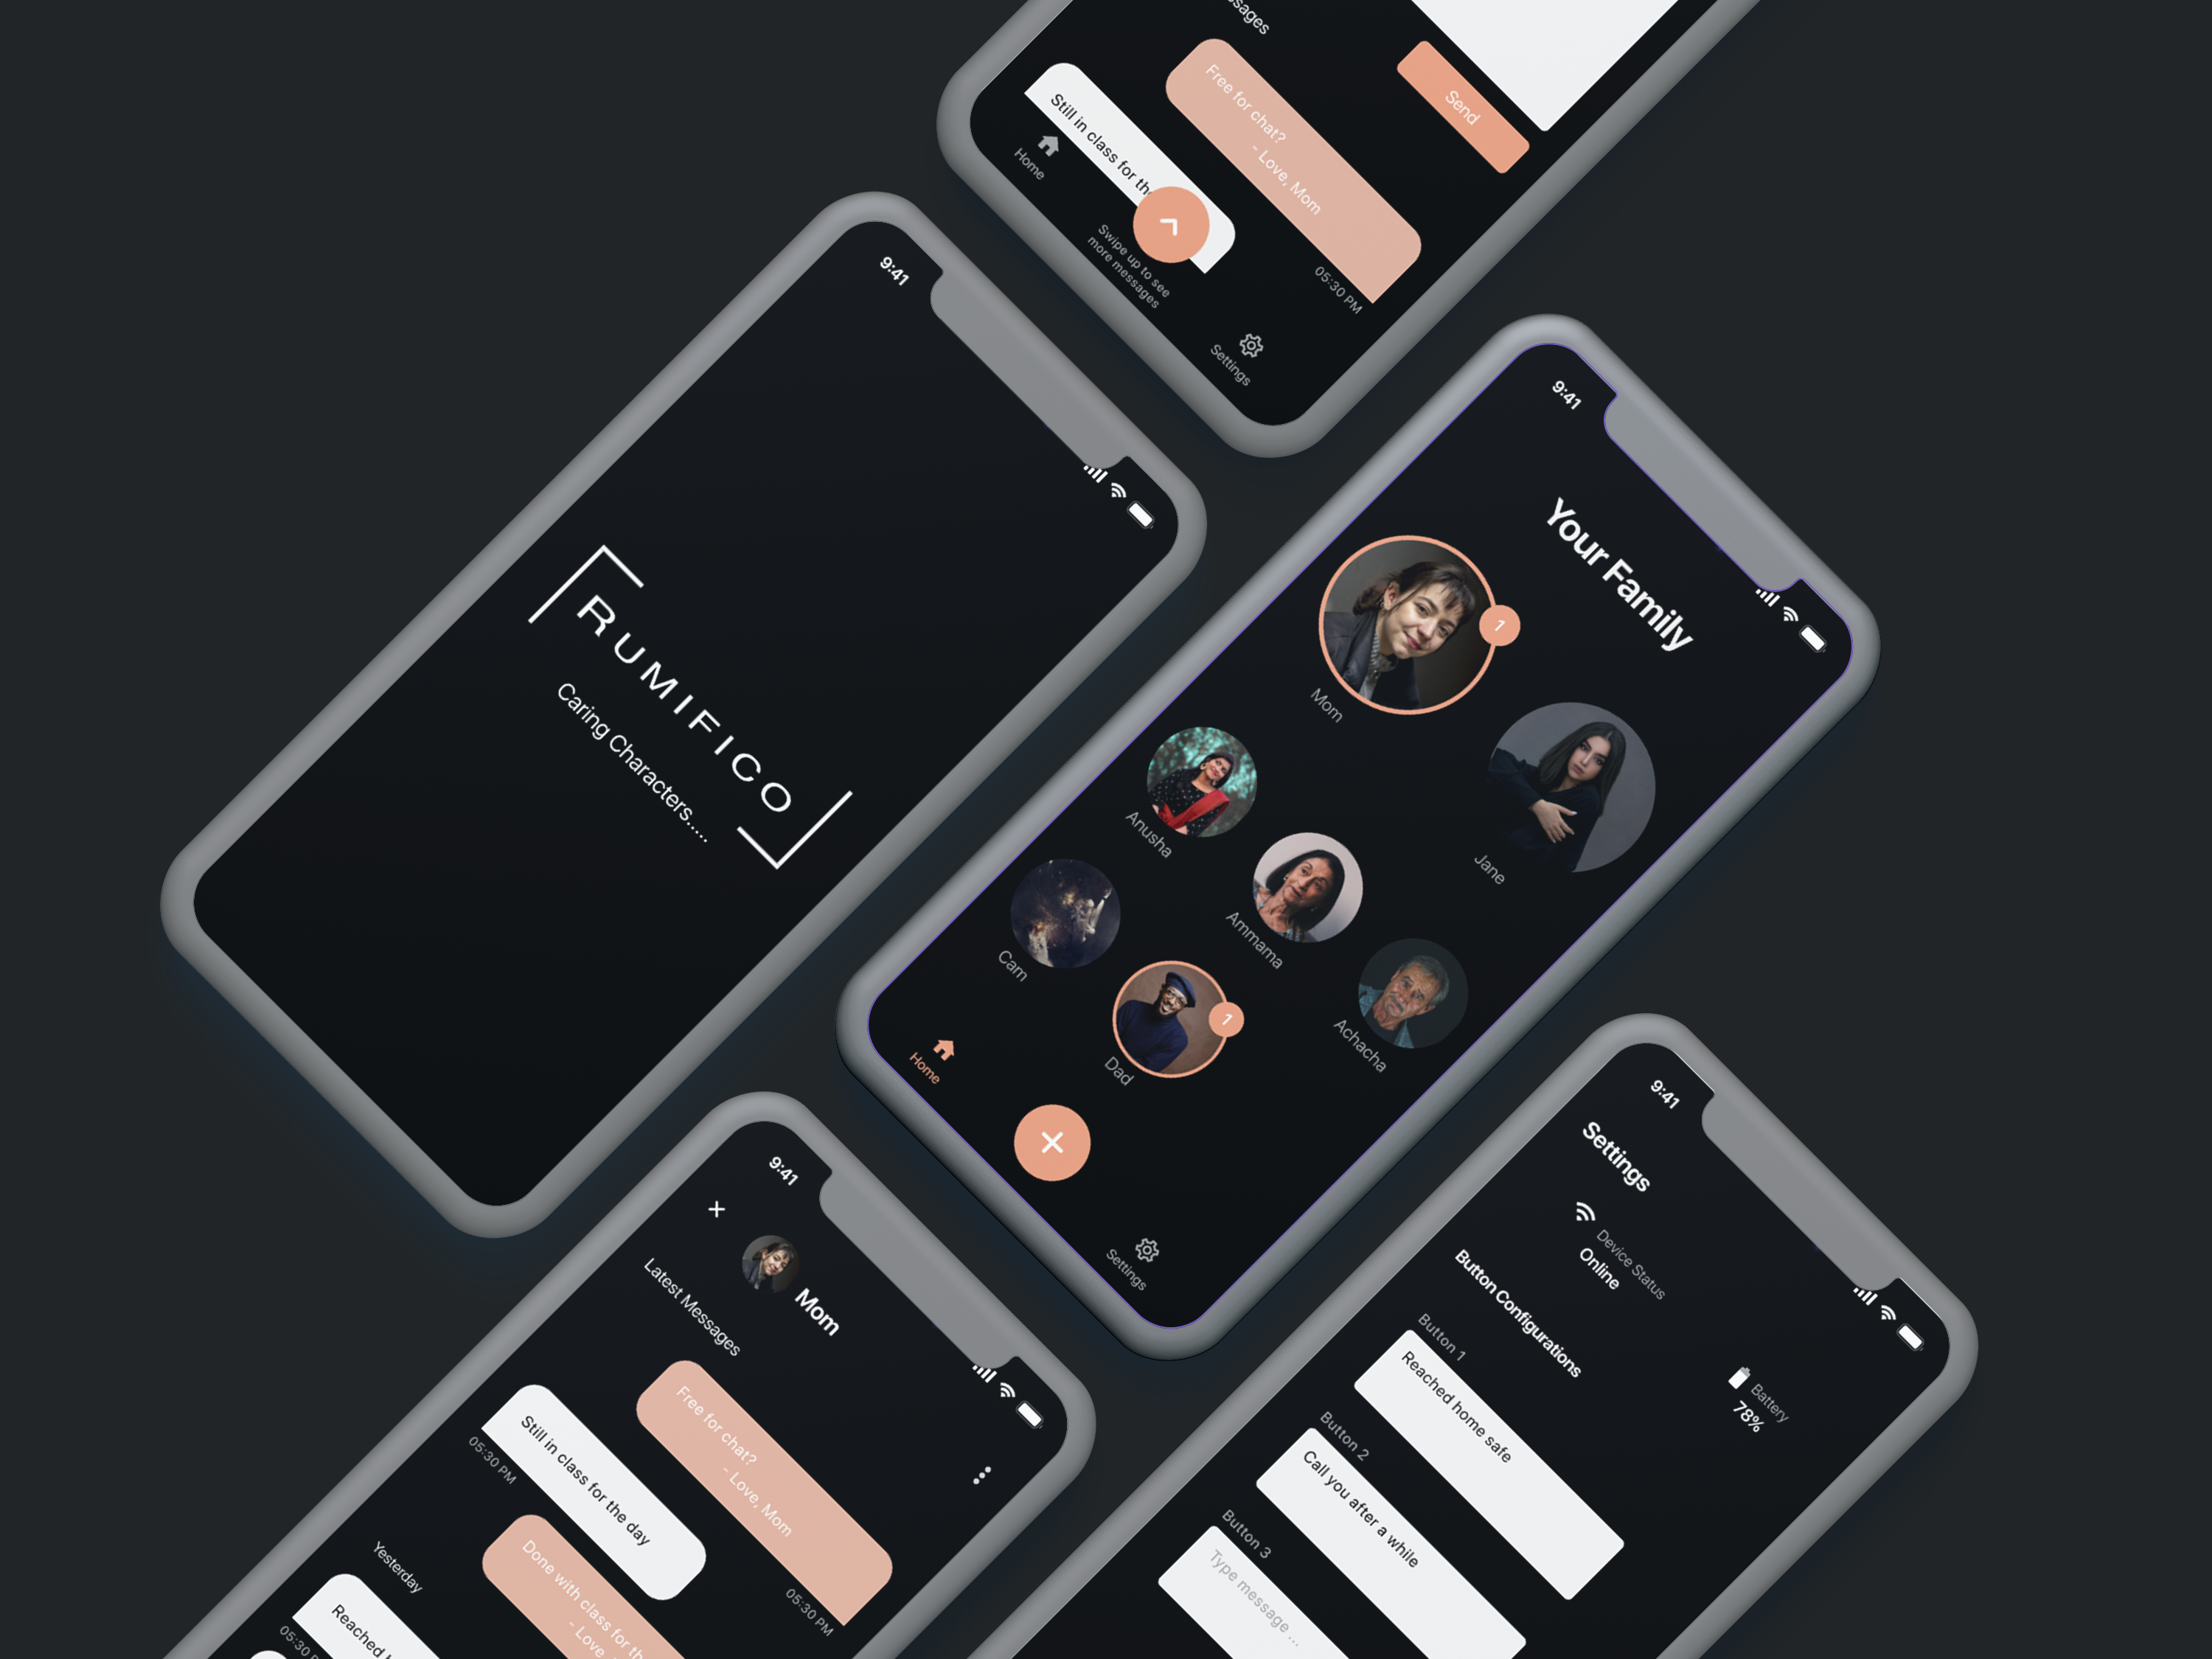 Send
Free for chat?
- Love, Mom
05:30 PM
Still in class for the
Home
Swipe up to see
more messages
Settings
9:41
RUMIFICO
Caring Characters.....
9:41
Your Family
1
Mom
Jane
Anusha
Ammama
Achacha
Cam
Dad
1
Home
Settings
9:41
Mom
Latest Messages
Free for chat?
- Love, Mom
05:30 PM
Still in class for the day
05:30 PM
Done with class for th
- Love
Yesterday
Reached
05:30 P
9:41
Settings
Device Status
Online
Battery
78%
Button Configurations
Button 1
Reached home safe
Button 2
Call you after a while
Button 3
Type message ...